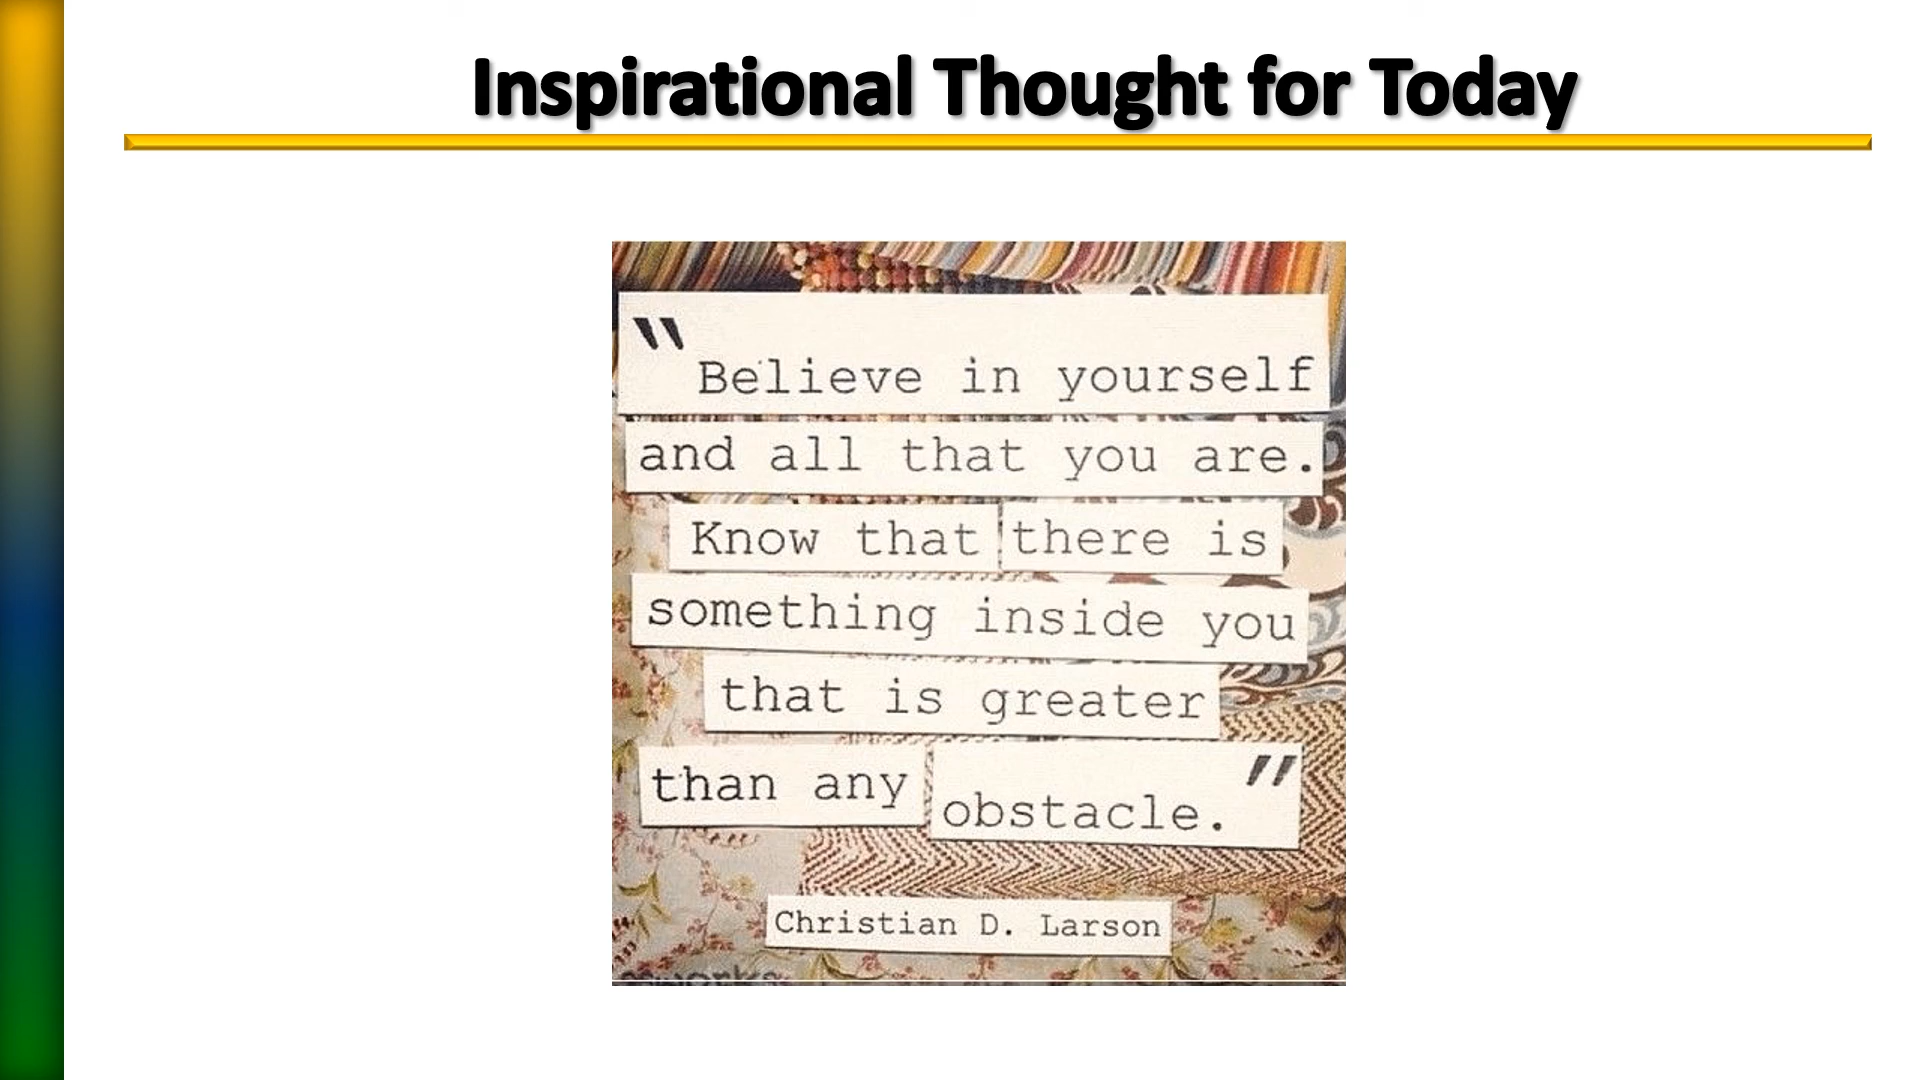 Inspirational Thought for Today
"Believe in yourself
and all that you are.
Know that there is
something inside you
that is greater
than any obstacle."
Christian D. Larson